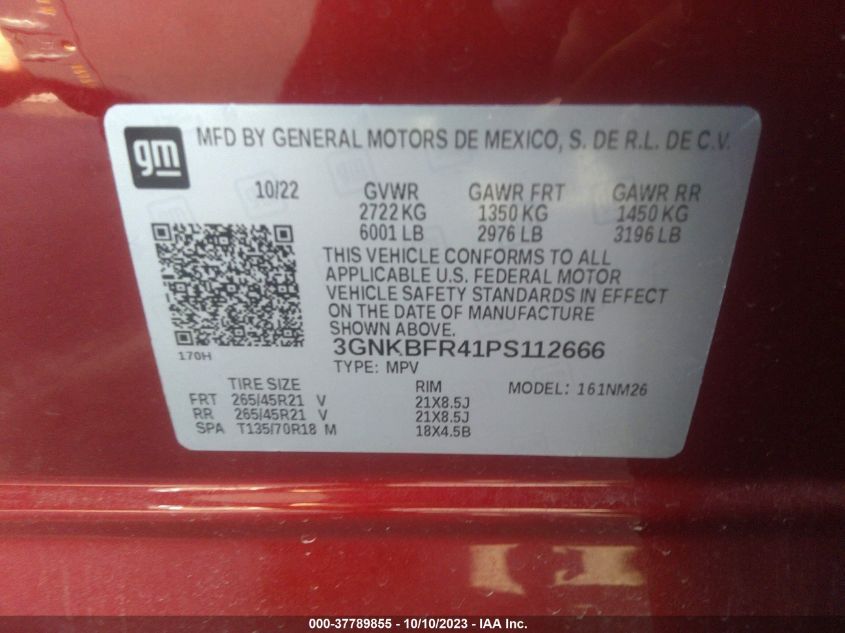 gm
MFD BY GENERAL MOTORS DE MEXICO, S. DE R.L. DE C.V.
10/22 GVWR GAWR FRT GAWR RR
2722 KG 1350 KG 1450 KG
6001 LB 2976 LB 3196 LB
THIS VEHICLE CONFORMS TO ALL
APPLICABLE U.S. FEDERAL MOTOR
VEHICLE SAFETY STANDARDS IN EFFECT
ON THE DATE OF MANUFACTURE
SHOWN ABOVE.
170H 3GNKBFR41PS112666
TYPE: MPV
TIRE SIZE RIM MODEL: 161NM26
FRT 265/45R21 V 21X8.5J
RR 265/45R21 V 21X8.5J
SPA T135/70R18 M 18X4.5B
000-37789855 - 10/10/2023 - IAA Inc.